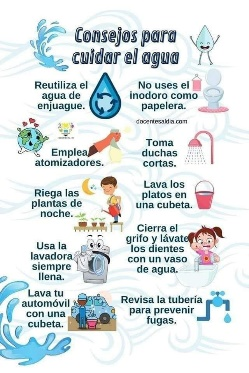 Consejos para
cuidar el agua
Reutiliza el
agua de
enjuague.
No uses el
inodoro como
papelera.
docentesaldia.com
Emplea
atomizadores.
Toma
duchas
cortas.
Riega las
plantas de
noche.
Lava los
platos en
una cubeta.
Usa la
lavadora
siempre
llena.
Cierra el
grifo y lávate
los dientes
con un vaso
de agua.
Lava tu
automóvil
con una
cubeta.
Revisa la tubería
para prevenir
fugas.